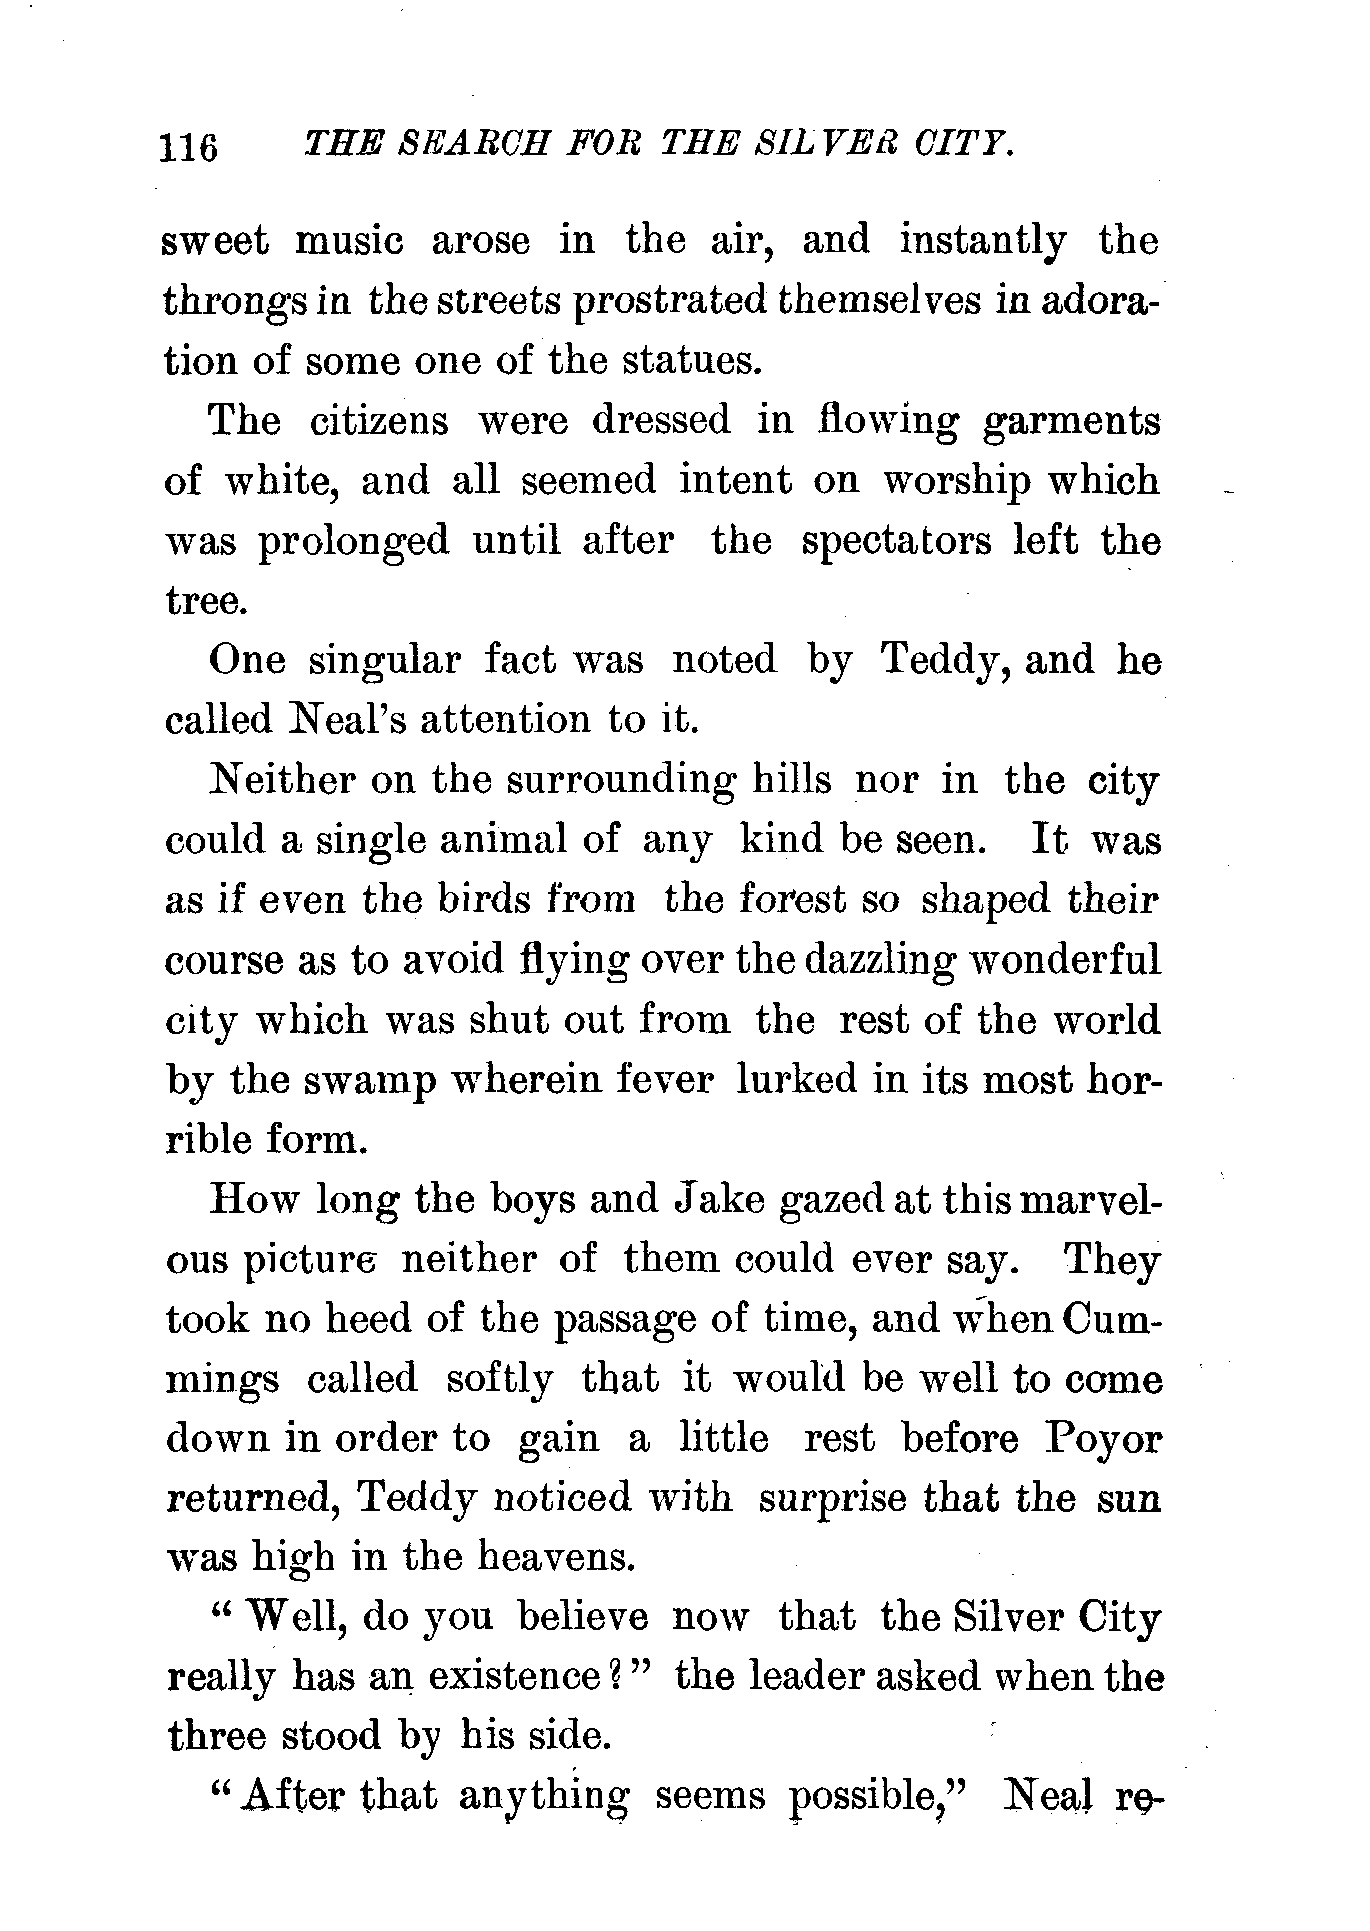 116 THE SEARCH FOR THE SILVER CITY.
sweet music arose in the air, and instantly the
throngs in the streets prostrated themselves in adora-
tion of some one of the statues.
The citizens were dressed in flowing garments
of white, and all seemed intent on worship which
was prolonged until after the spectators left the
tree.
One singular fact was noted by Teddy, and he
called Neal's attention to it.
Neither on the surrounding hills nor in the city
could a single animal of any kind be seen. It was
as if even the birds from the forest so shaped their
course as to avoid flying over the dazzling wonderful
city which was shut out from the rest of the world
by the swamp wherein fever lurked in its most hor-
rible form.
How long the boys and Jake gazed at this marvel-
ous picture neither of them could ever say. They
took no heed of the passage of time, and when Cum-
mings called softly that it would be well to come
down in order to gain a little rest before Poyor
returned, Teddy noticed with surprise that the sun
was high in the heavens.
“ Well, do you believe now that the Silver City
really has an existence?” the leader asked when the
three stood by his side.
“ After that anything seems possible,” Neal re-